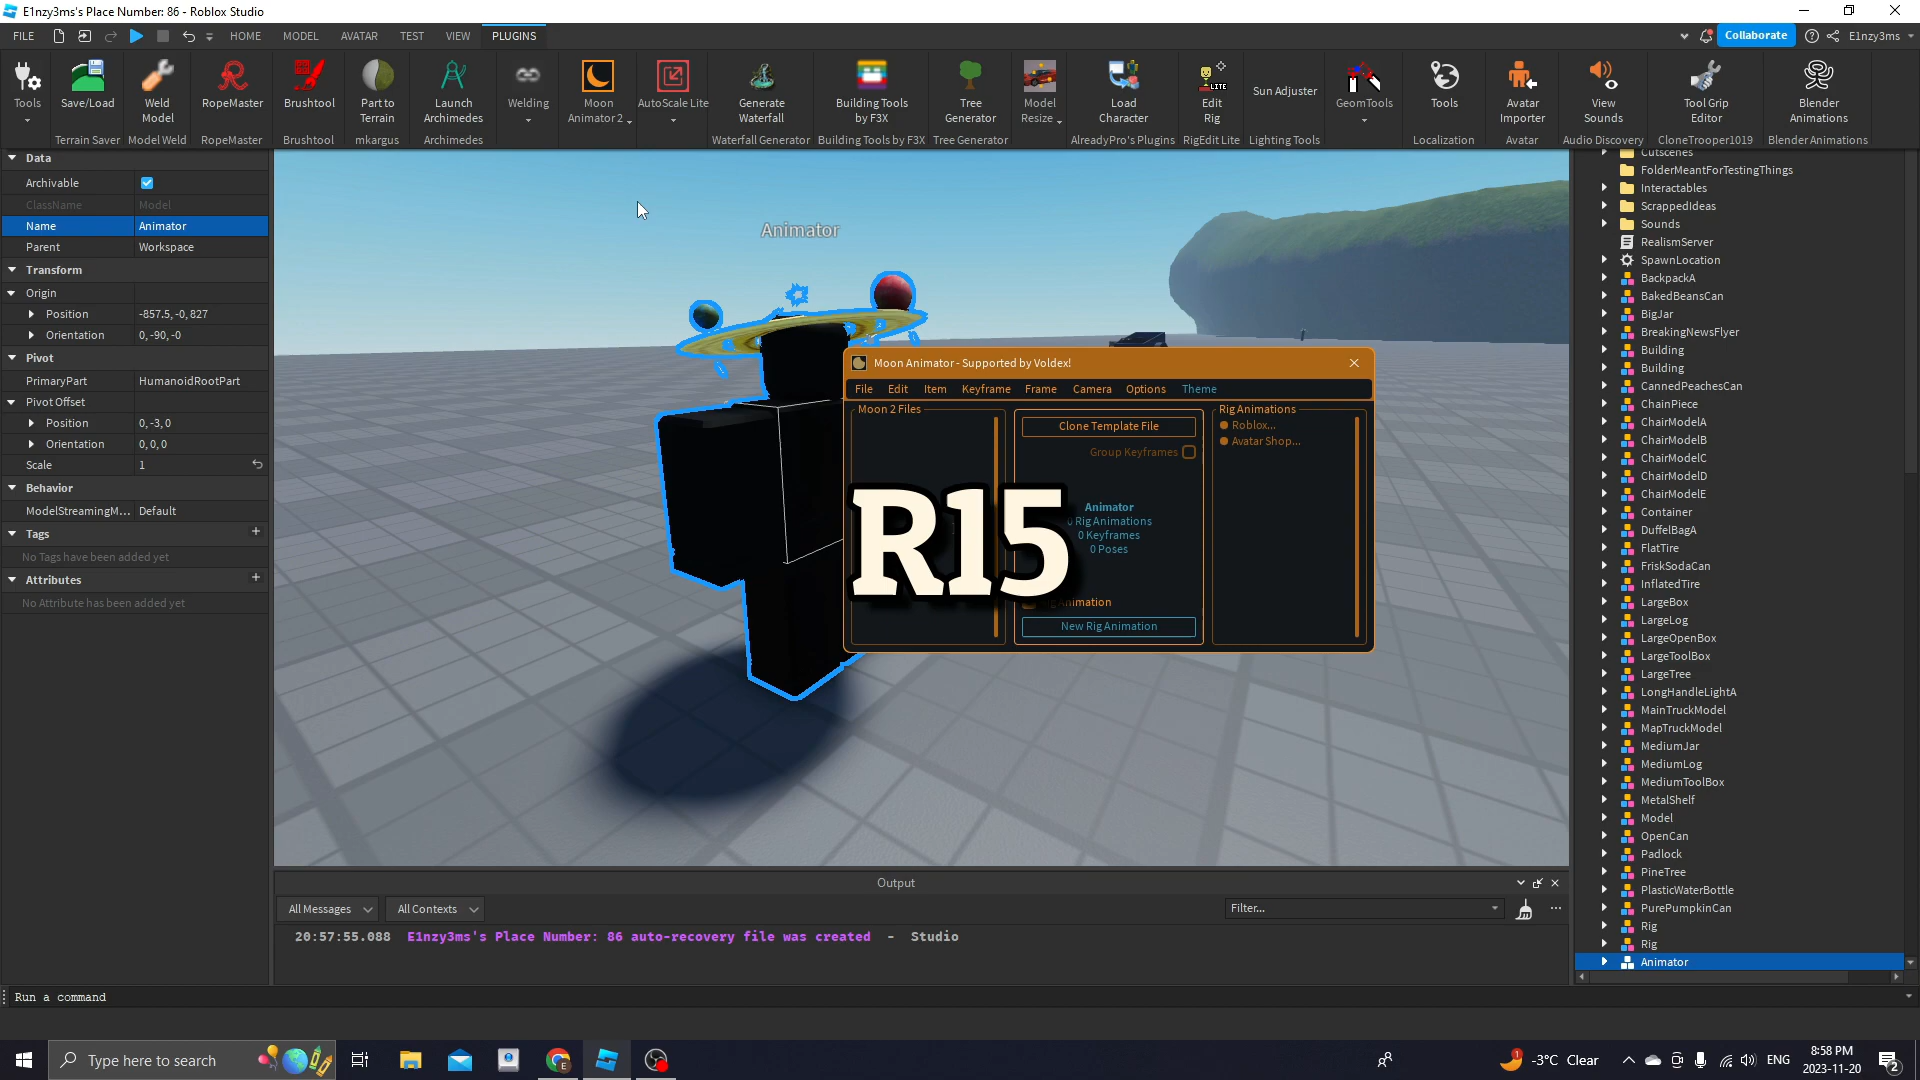 E1nzy3ms's Place Number: 86 - Roblox Studio
FILE HOME MODEL AVATAR TEST VIEW PLUGINS Collaborate E1nzy3ms
Tools
Save/Load
Terrain Saver
Weld Model
Model Weld
RopeMaster
RopeMaster
Brushtool
Brushtool
Part to Terrain
mkargus
Launch Archimedes
Archimedes
Welding
Moon Animator 2
AutoScale Lite
Generate Waterfall
Waterfall Generator
Building Tools by F3X
Building Tools by F3X
Tree Generator
Tree Generator
Model Resize
Load Character
AlreadyPro's Plugins
LITE
Edit Rig
RigEdit Lite
Sun Adjuster
Lighting Tools
GeomTools
Tools
Localization
Avatar Importer
Avatar
View Sounds
Audio Discovery
Tool Grip Editor
CloneTrooper1019
Blender Animations
Blender Animations
Data
Archivable
ClassName Model
Name Animator
Parent Workspace
Transform
Origin
Position -857.5, -0, 827
Orientation 0, -90, -0
Pivot
PrimaryPart HumanoidRootPart
Pivot Offset
Position 0, -3, 0
Orientation 0, 0, 0
Scale 1
Behavior
ModelStreamingM... Default
Tags +
No Tags have been added yet
Attributes +
No Attribute has been added yet
Animator
Moon Animator - Supported by Voldex!
File Edit Item Keyframe Frame Camera Options Theme
Moon 2 Files
Clone Template File
Group Keyframes
Animator
0 Rig Animations
0 Keyframes
0 Poses
Animation
New Rig Animation
Rig Animations
Roblox...
Avatar Shop...
R15
Cutscenes
FolderMeantForTestingThings
Interactables
ScrappedIdeas
Sounds
RealismServer
SpawnLocation
BackpackA
BakedBeansCan
BigJar
BreakingNewsFlyer
Building
Building
CannedPeachesCan
ChainPiece
ChairModelA
ChairModelB
ChairModelC
ChairModelD
ChairModelE
Container
DuffelBagA
FlatTire
FriskSodaCan
InflatedTire
LargeBox
LargeLog
LargeOpenBox
LargeToolBox
LargeTree
LongHandleLightA
MainTruckModel
MapTruckModel
MediumJar
MediumLog
MediumToolBox
MetalShelf
Model
OpenCan
Padlock
PineTree
PlasticWaterBottle
PurePumpkinCan
Rig
Rig
Animator
Output
All Messages All Contexts Filter...
20:57:55.088 E1nzy3ms's Place Number: 86 auto-recovery file was created - Studio
Run a command
Type here to search
1 -3°C Clear ENG
8:58 PM
2023-11-20
2